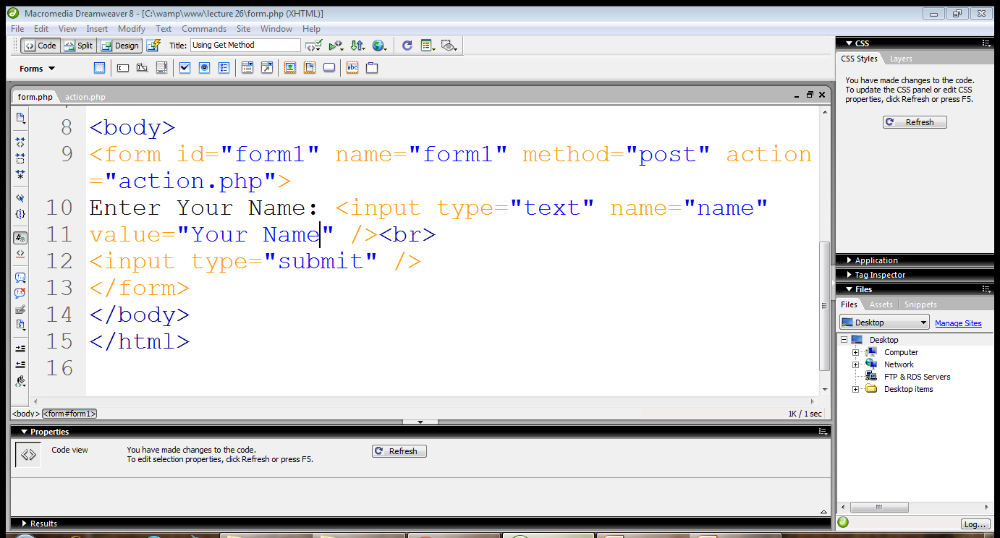 Macromedia Dreamweaver 8 - [C:\wamp\www\lecture 26\form.php (XHTML)]
File Edit View Insert Modify Text Commands Site Window Help
Code Split Design Title: Using Get Method
Forms
form.php action.php
8 <body>
9 <form id="form1" name="form1" method="post" action
="action.php">
10 Enter Your Name: <input type="text" name="name"
11 value="Your Name" /><br>
12 <input type="submit" />
13 </form>
14 </body>
15 </html>
16
<body> <form#form1> 1K / 1 sec
Properties
Code view
You have made changes to the code.
To edit selection properties, click Refresh or press F5.
Refresh
Results
CSS
CSS Styles Layers
You have made changes to the code.
To update the CSS panel or edit CSS
properties, click Refresh or press F5.
Refresh
Application
Tag Inspector
Files
Files Assets Snippets
Desktop Manage Sites
Desktop
Computer
Network
FTP & RDS Servers
Desktop items
Log...